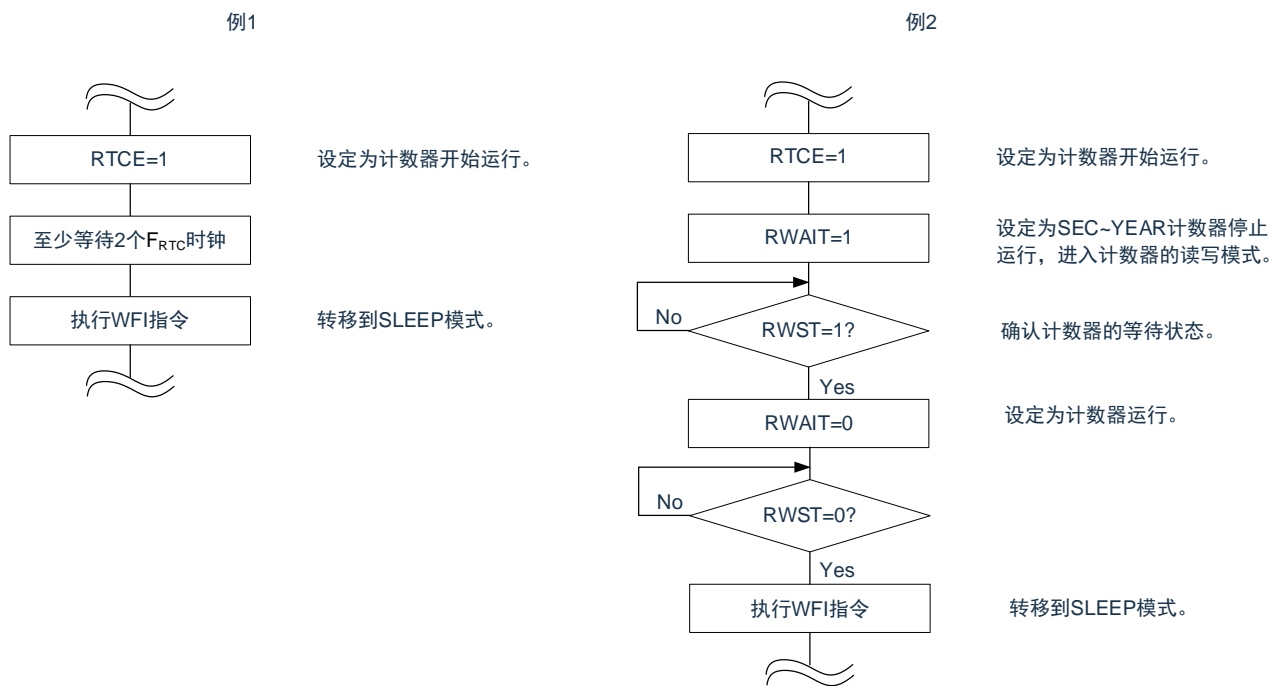 例1
RTCE=1
设定为计数器开始运行。
至少等待2个FRTC时钟
执行WFI指令
转移到SLEEP模式。
例2
RTCE=1
设定为计数器开始运行。
RWAIT=1
设定为SEC~YEAR计数器停止
运行，进入计数器的读写模式。
No
RWST=1?
确认计数器的等待状态。
Yes
RWAIT=0
设定为计数器运行。
No
RWST=0?
Yes
执行WFI指令
转移到SLEEP模式。